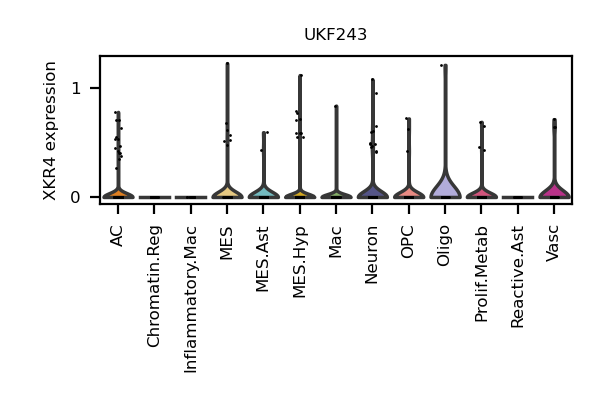 UKF243
XKR4 expression
1
0
AC
Chromatin.Reg
Inflammatory.Mac
MES
MES.Ast
MES.Hyp
Mac
Neuron
OPC
Oligo
Prolif.Metab
Reactive.Ast
Vasc